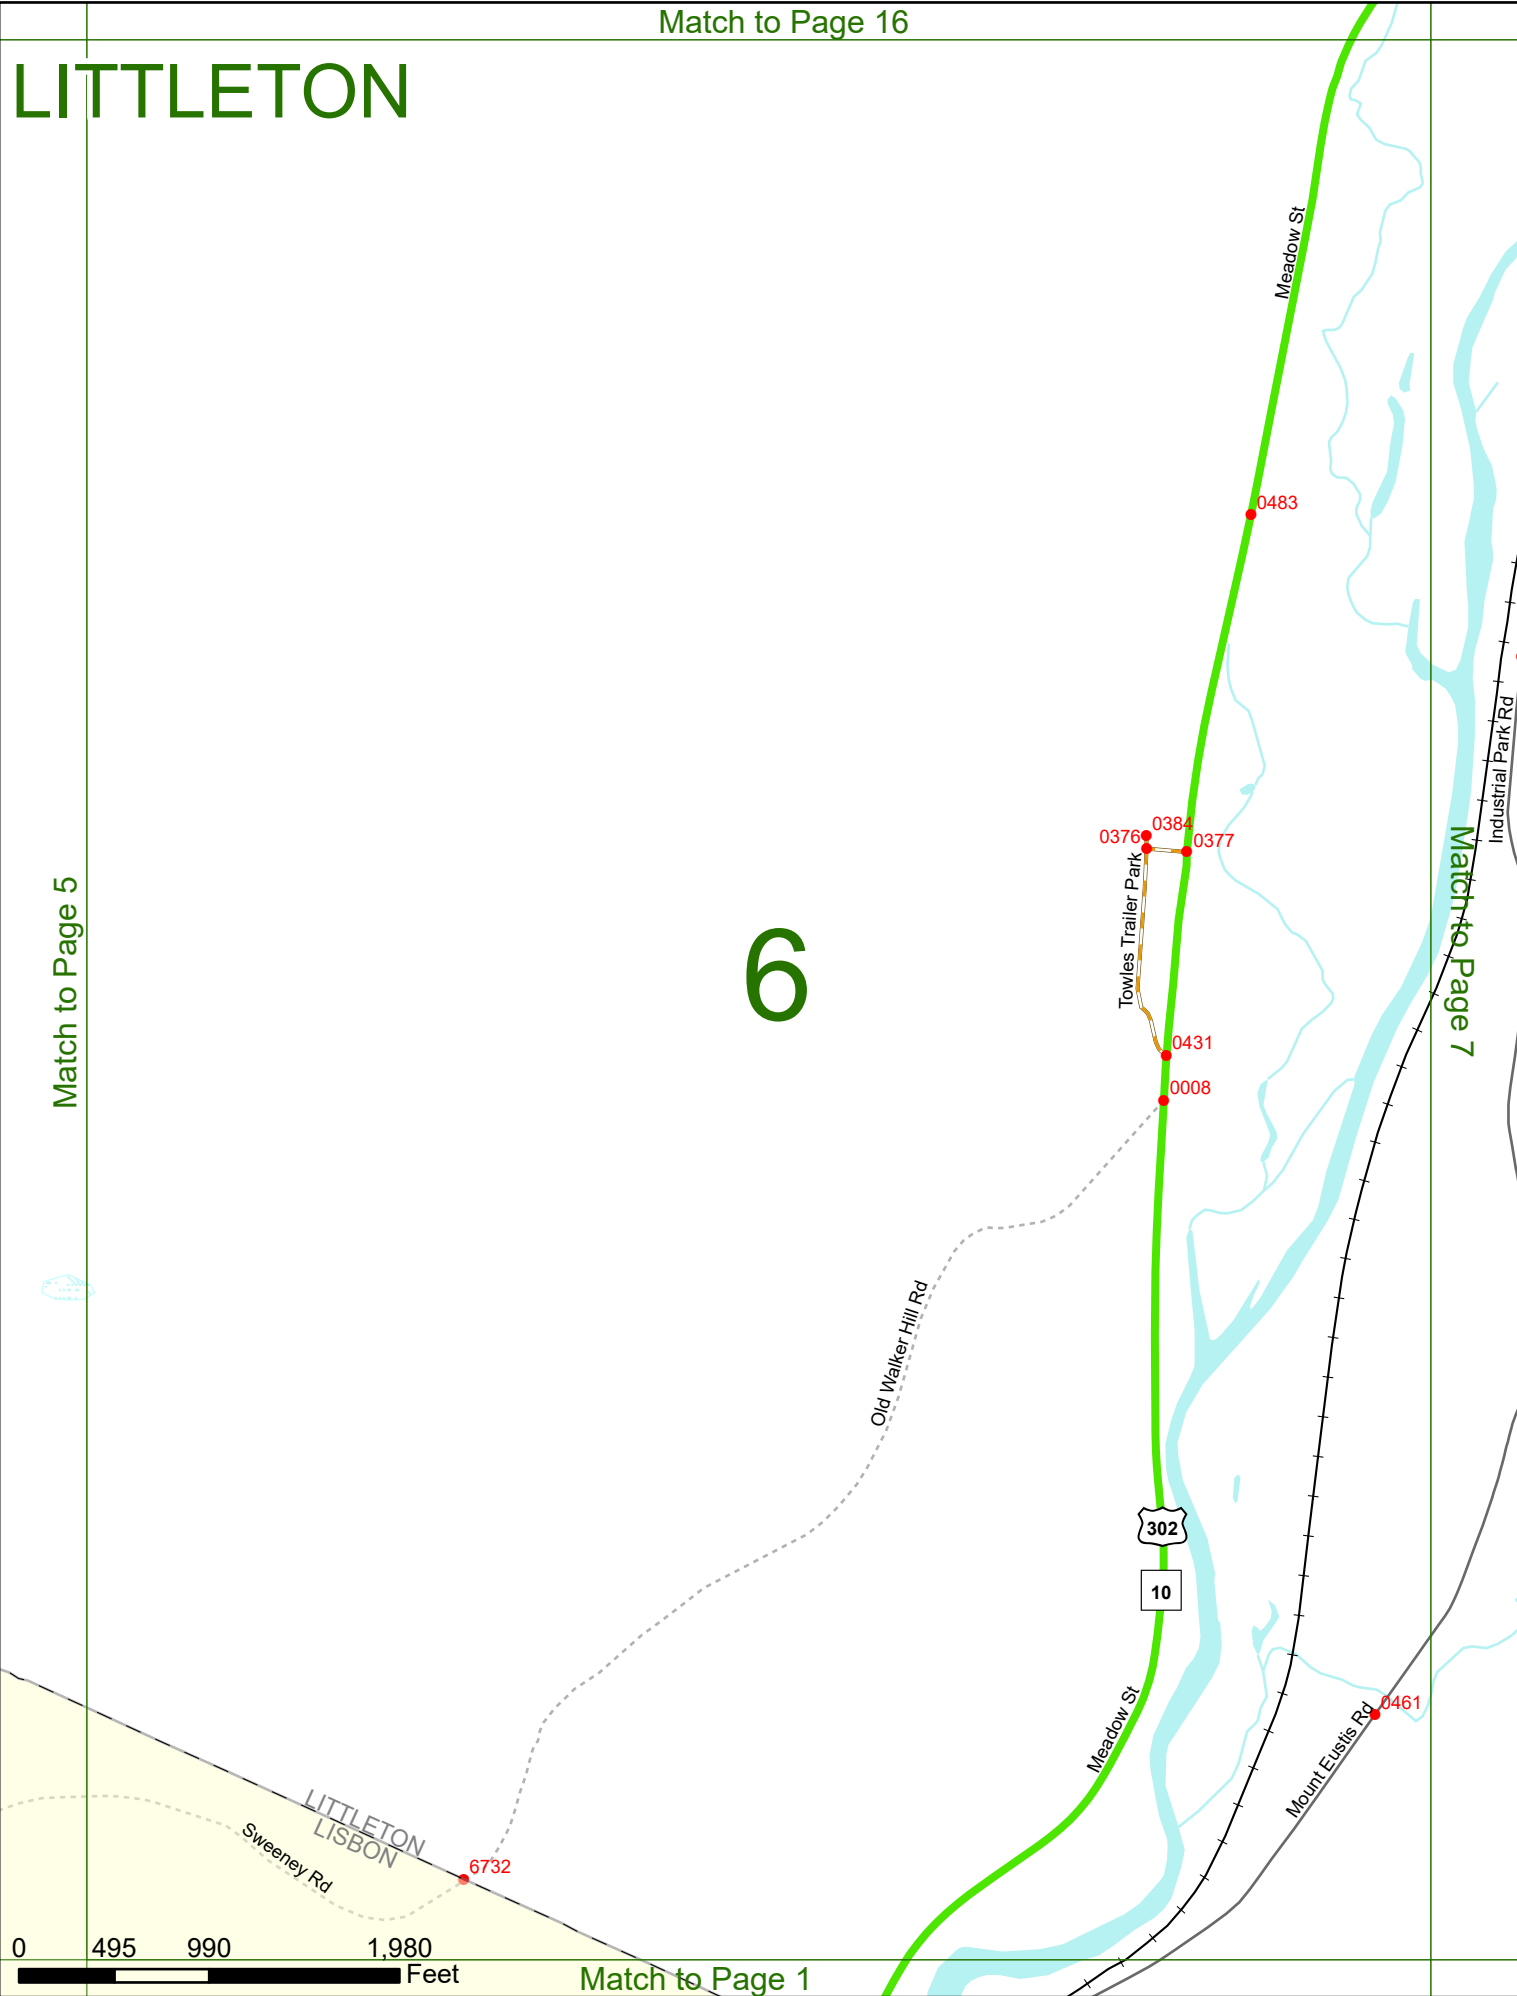 Match to Page 16
LITTLETON
Meadow St
0483
Industrial Park Rd
0384
0376
0377
Towles Trailer Park
Match to Page 7
Match to Page 5
6
0431
0008
Old Walker Hill Rd
302
10
Meadow St
0461
Mount Eustis Rd
LITTLETON
LISBON
Sweeney Rd
6732
0 495 990 1,980
Feet
Match to Page 1